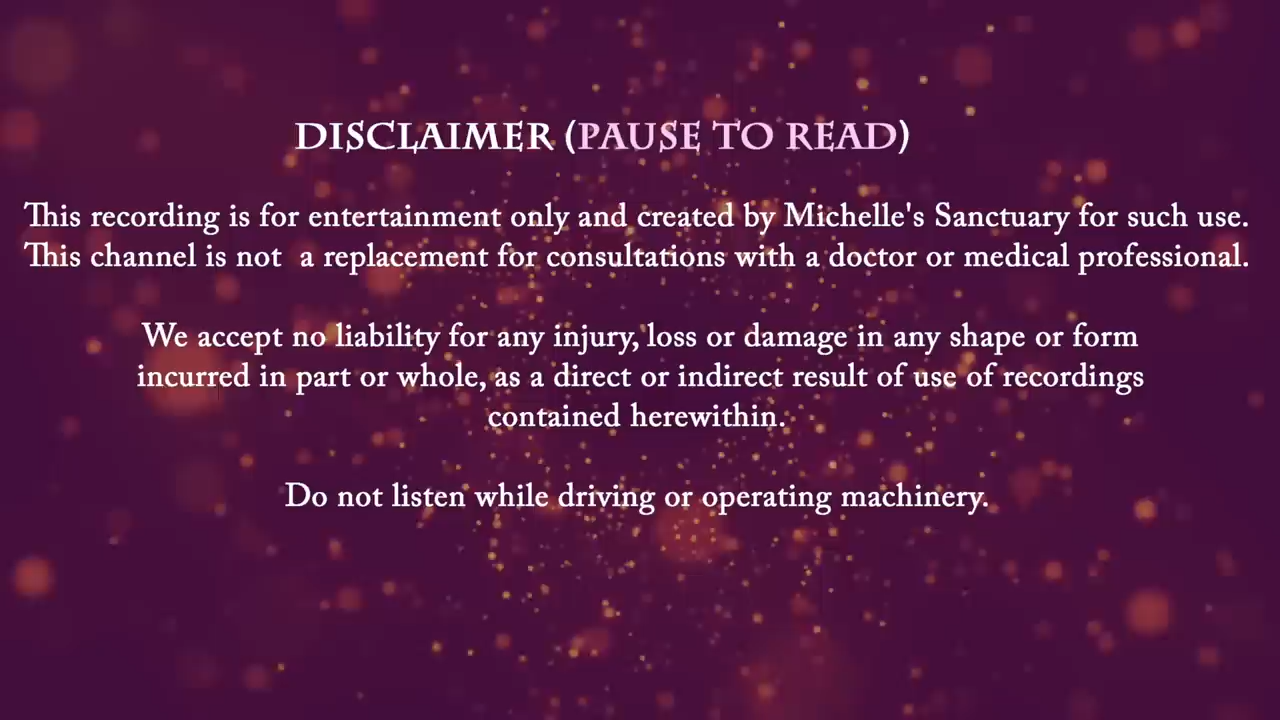 DISCLAIMER (PAUSE TO READ)
This recording is for entertainment only and created by Michelle's Sanctuary for such use.
This channel is not  a replacement for consultations with a doctor or medical professional.
We accept no liability for any injury, loss or damage in any shape or form
incurred in part or whole, as a direct or indirect result of use of recordings
contained herewithin.
Do not listen while driving or operating machinery.